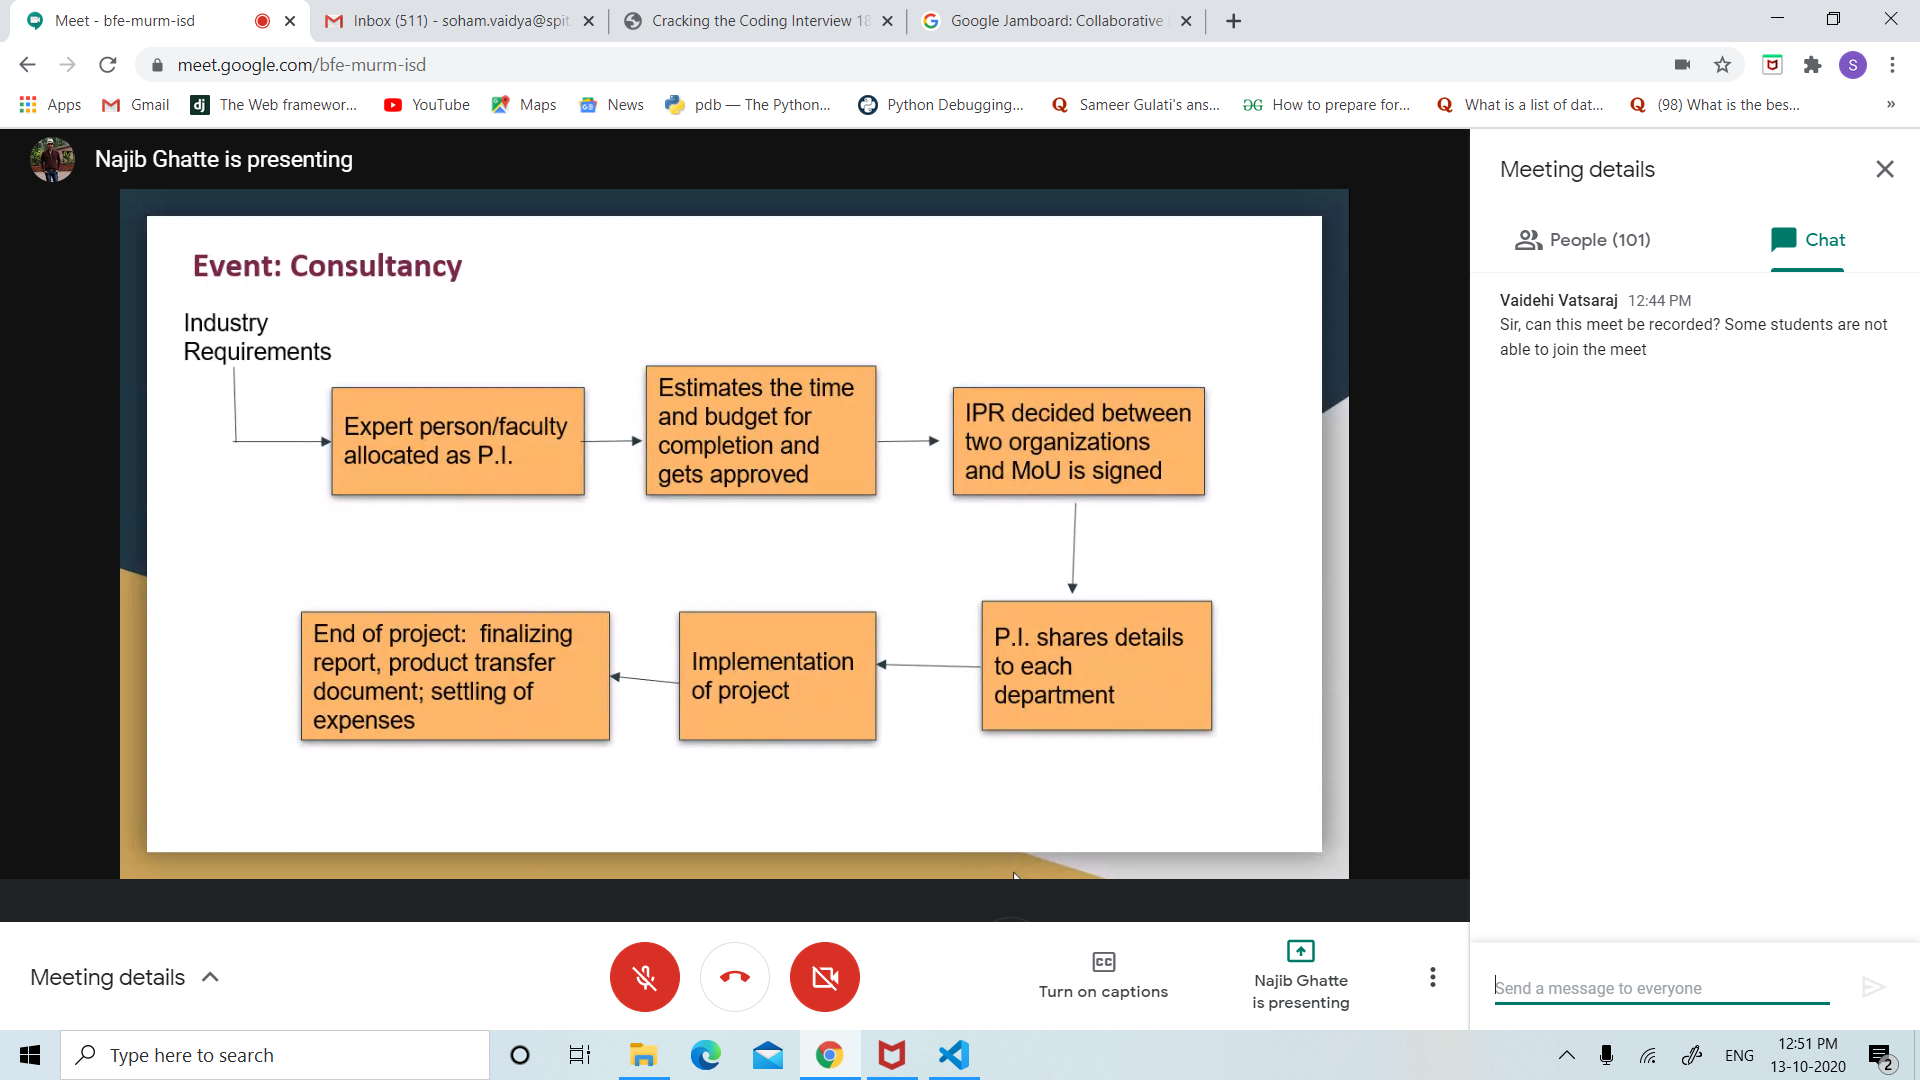 Meet - bfe-murm-isd
Inbox (511) - soham.vaidya@spit.
Cracking the Coding Interview 18
Google Jamboard: Collaborative
meet.google.com/bfe-murm-isd
S
Apps
Gmail
dj The Web framewor...
YouTube
Maps
News
pdb — The Python...
Python Debugging...
Sameer Gulati's ans...
How to prepare for...
What is a list of dat...
(98) What is the bes...
»
Najib Ghatte is presenting
Event: Consultancy
Industry
Requirements
Expert person/faculty
allocated as P.I.
Estimates the time
and budget for
completion and
gets approved
IPR decided between
two organizations
and MoU is signed
P.I. shares details
to each
department
Implementation
of project
End of project: finalizing
report, product transfer
document; settling of
expenses
Meeting details
People (101)
Chat
Vaidehi Vatsaraj 12:44 PM
Sir, can this meet be recorded? Some students are not
able to join the meet
Meeting details
CC
Turn on captions
Najib Ghatte
is presenting
Send a message to everyone
Type here to search
ENG
12:51 PM
13-10-2020
2